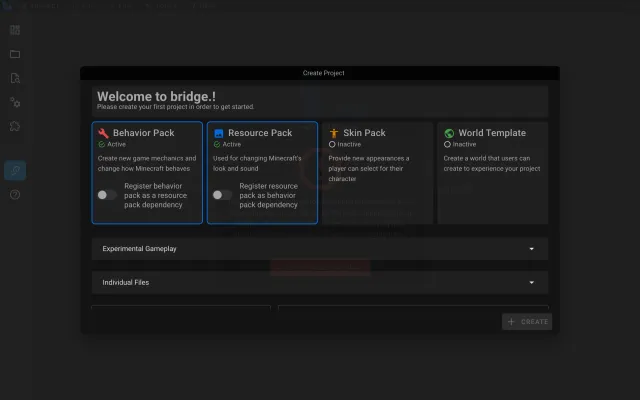 Create Project
Welcome to bridge.!
Please create your first project in order to get started.
Behavior Pack
Active
Create new game mechanics and
change how Minecraft behaves
Register behavior
pack as a resource
pack dependency
Resource Pack
Active
Used for changing Minecraft's
look and sound
Register resource
pack as behavior
pack dependency
Skin Pack
Inactive
Provide new appearances a
player can select for their
character
World Template
Inactive
Create a world that users can
create to experience your project
Experimental Gameplay
Individual Files
CREATE